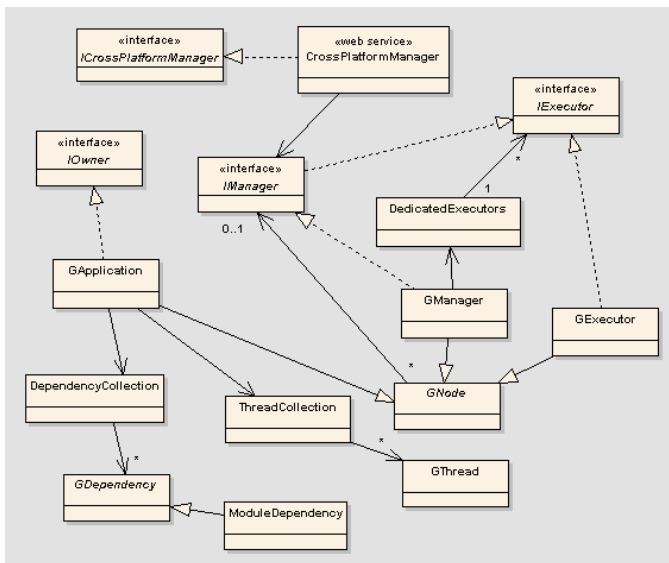 «interface»
ICrossPlatformManager
«web service»
CrossPlatformManager
«interface»
IExecutor
«interface»
IOwner
«interface»
IManager
*
1
DedicatedExecutors
0..1
GApplication
GManager
GExecutor
*
DependencyCollection
ThreadCollection
GNode
*
*
GDependency
GThread
ModuleDependency